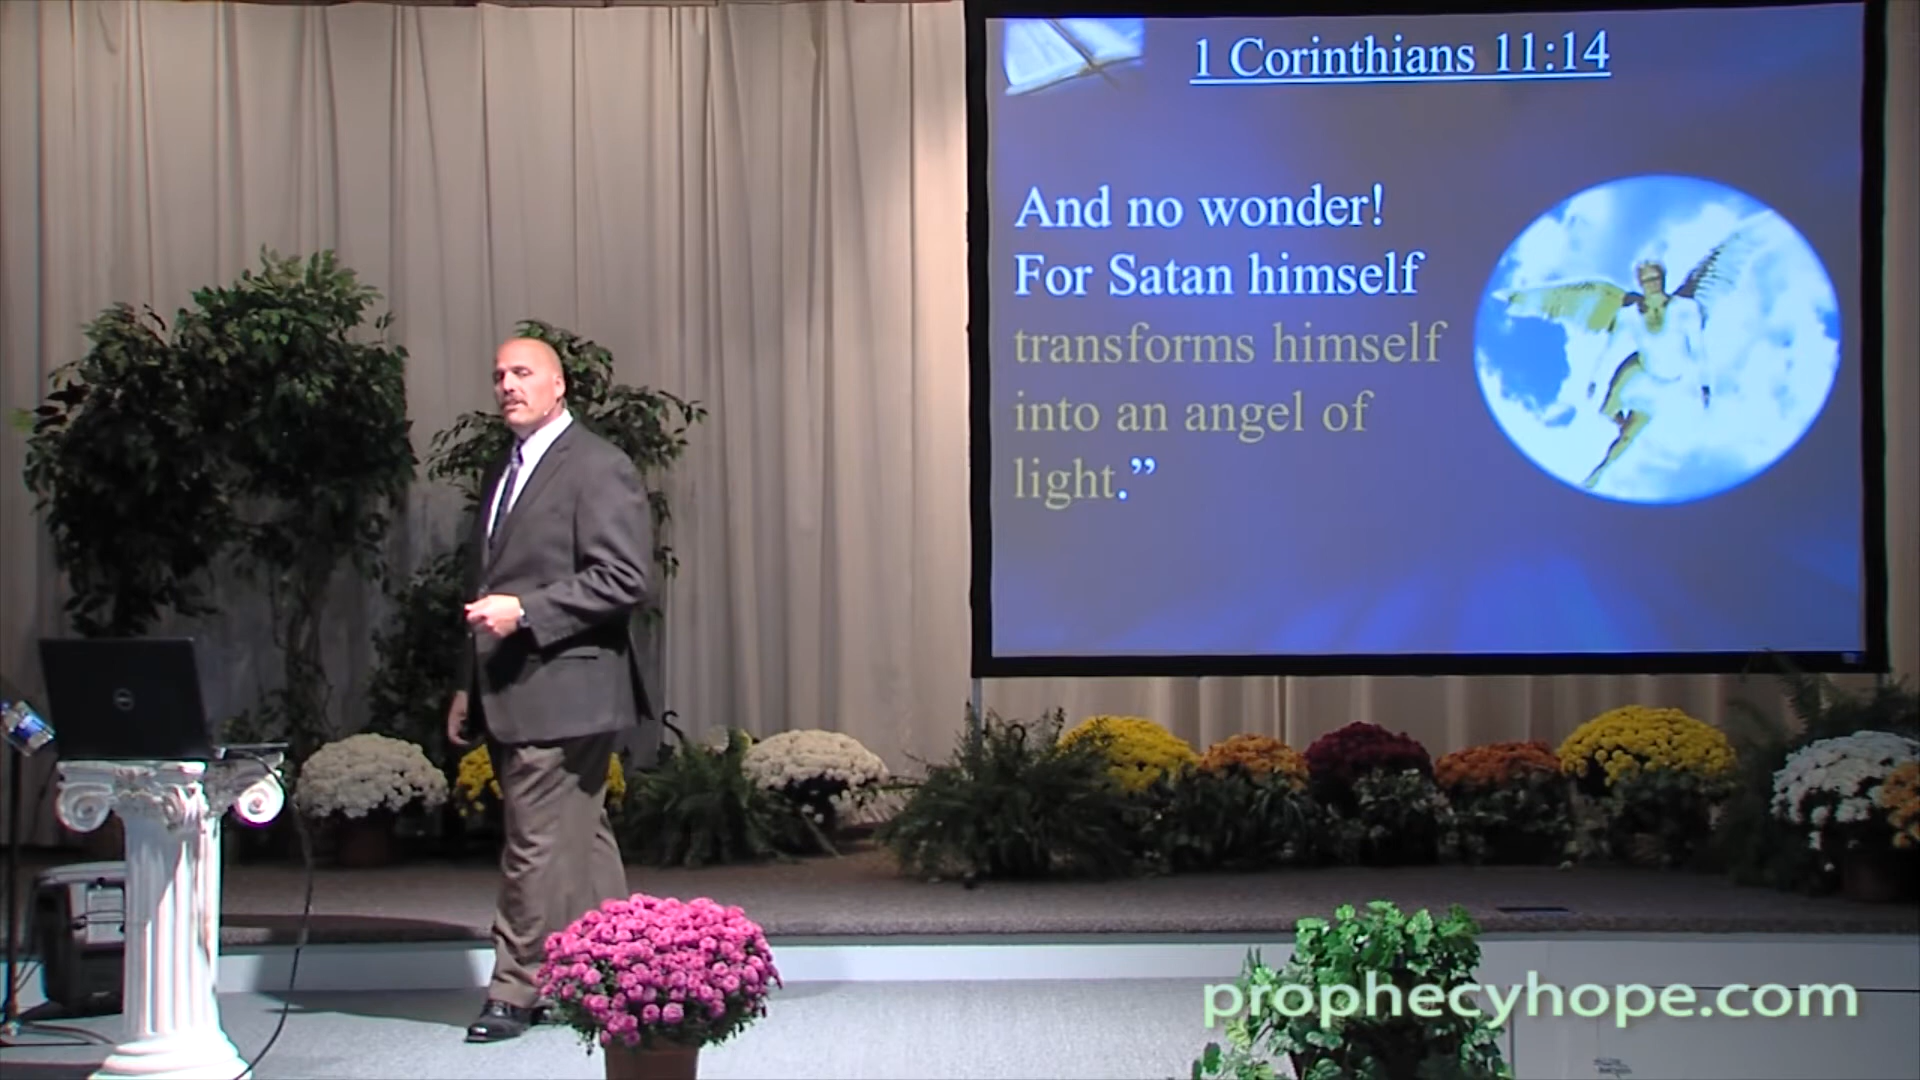 1 Corinthians 11:14
And no wonder!
For Satan himself
transforms himself
into an angel of
light.”
prophecyhope.com